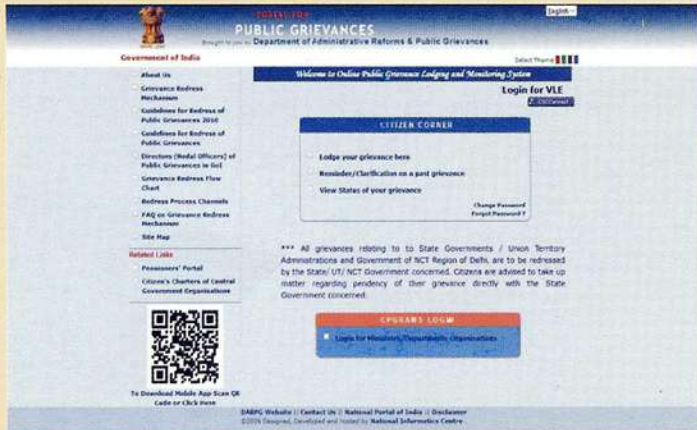 English
PORTAL FOR
PUBLIC GRIEVANCES
Brought to you by Department of Administrative Reforms & Public Grievances
Government of India
Select Theme
About Us
Grievance Redress
Mechanism
Guidelines for Redress of
Public Grievances 2010
Guidelines for Redress of
Public Grievances
Directors (Nodal Officers) of
Public Grievances in GoI
Grievance Redress Flow
Chart
Redress Process Channels
FAQ on Grievance Redress
Mechanism
Site Map
Related Links
Pensioners' Portal
Citizen's Charters of Central
Government Organisations
To Download Mobile App Scan QR
Code or Click Here
Welcome to Online Public Grievance Lodging and Monitoring System
Login for VLE
CITIZEN CORNER
Lodge your grievance here
Reminder/Clarification on a past grievance
View Status of your grievance
Change Password
Forgot Password ?
*** All grievances relating to to State Governments / Union Territory
Administrations and Government of NCT Region of Delhi, are to be redressed
by the State/ UT/ NCT Government concerned. Citizens are advised to take up
matter regarding pendency of their grievance directly with the State
Government concerned.
CPGRAMS LOGIN
Login for Ministries/Departments/Organisations
DARPG Website :: Contact Us :: National Portal of India :: Disclaimer
©2009 Designed, Developed and hosted by National Informatics Centre